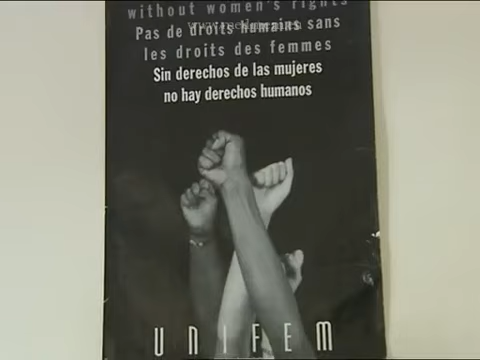 without women's rights
Pas de droits humains sans
les droits des femmes
Sin derechos de las mujeres
no hay derechos humanos
UNIFEM